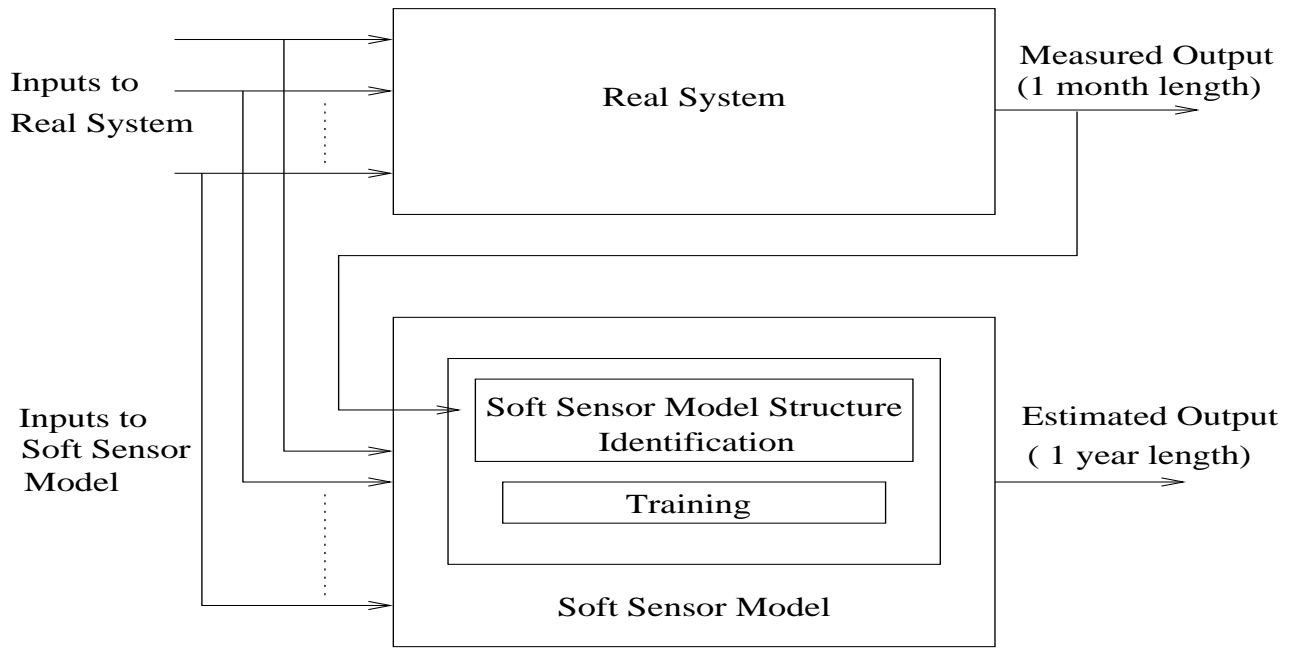 Inputs to
Real System
Real System
Measured Output
(1 month length)
Inputs to
Soft Sensor
Model
Soft Sensor Model Structure
Identification
Training
Soft Sensor Model
Estimated Output
( 1 year length)